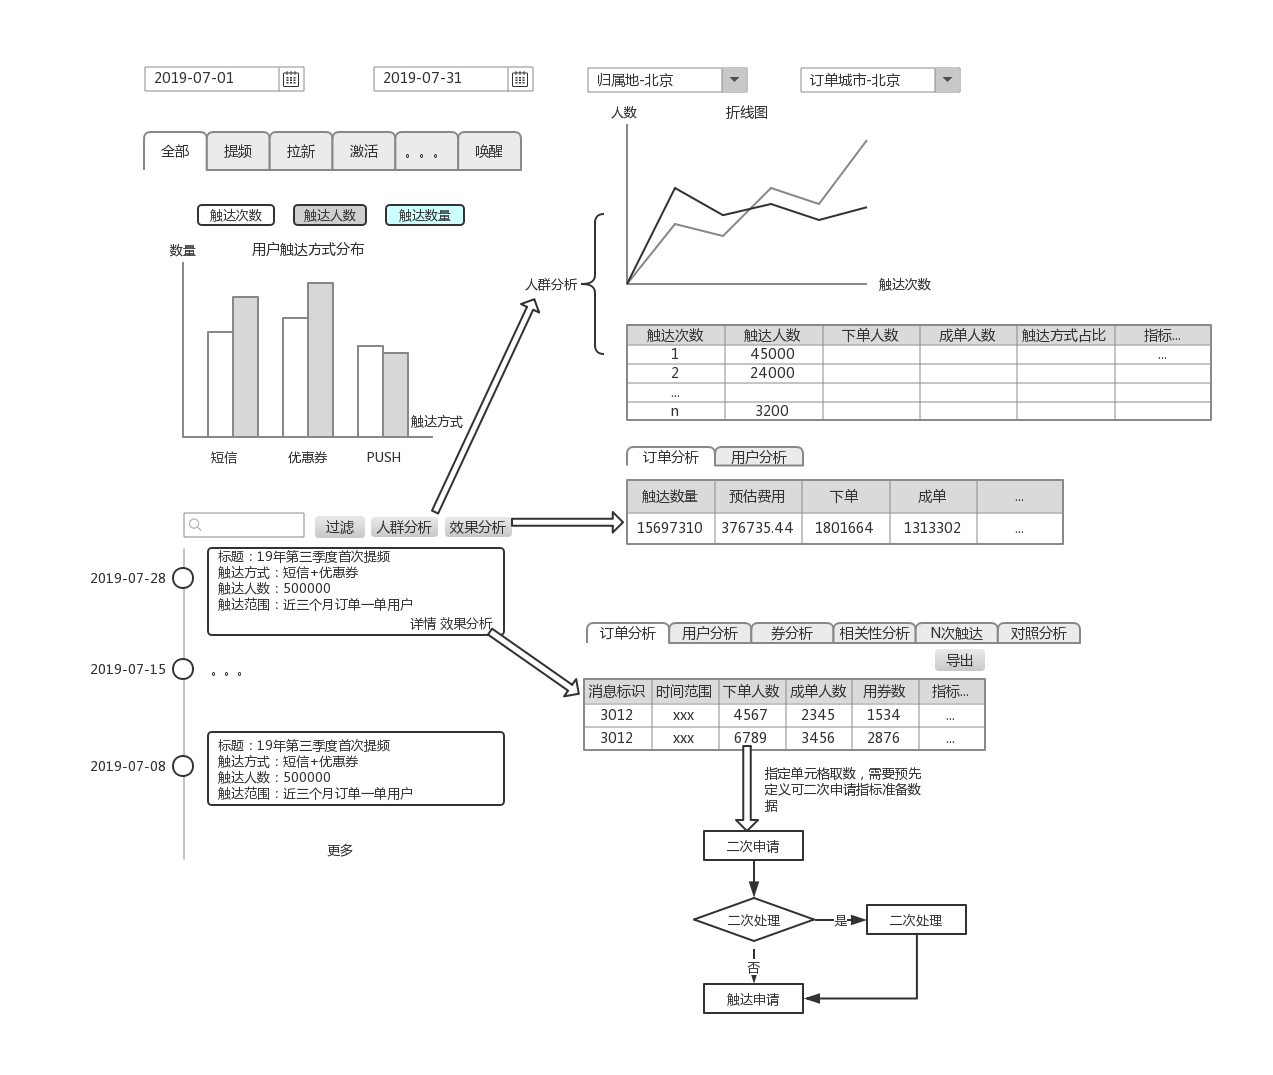 2019-07-01
2019-07-31
归属地-北京
订单城市-北京
全部
提频
拉新
激活
。。。
唤醒
触达次数
触达人数
触达数量
数量
用户触达方式分布
触达方式
短信
优惠券
PUSH
人数
折线图
触达次数
人群分析
触达次数 触达人数 下单人数 成单人数 触达方式占比 指标...
1 45000 ...
2 24000
...
n 3200
订单分析
用户分析
触达数量 预估费用 下单 成单 ...
15697310 376735.44 1801664 1313302 ...
过滤
人群分析
效果分析
2019-07-28
标题：19年第三季度首次提频
触达方式：短信+优惠券
触达人数：500000
触达范围：近三个月订单一单用户
详情 效果分析
2019-07-15
。。。
2019-07-08
标题：19年第三季度首次提频
触达方式：短信+优惠券
触达人数：500000
触达范围：近三个月订单一单用户
更多
订单分析
用户分析
券分析
相关性分析
N次触达
对照分析
导出
消息标识 时间范围 下单人数 成单人数 用券数 指标...
3012 xxx 4567 2345 1534 ...
3012 xxx 6789 3456 2876 ...
指定单元格取数，需要预先
定义可二次申请指标准备数
据
二次申请
二次处理
是
二次处理
否
触达申请